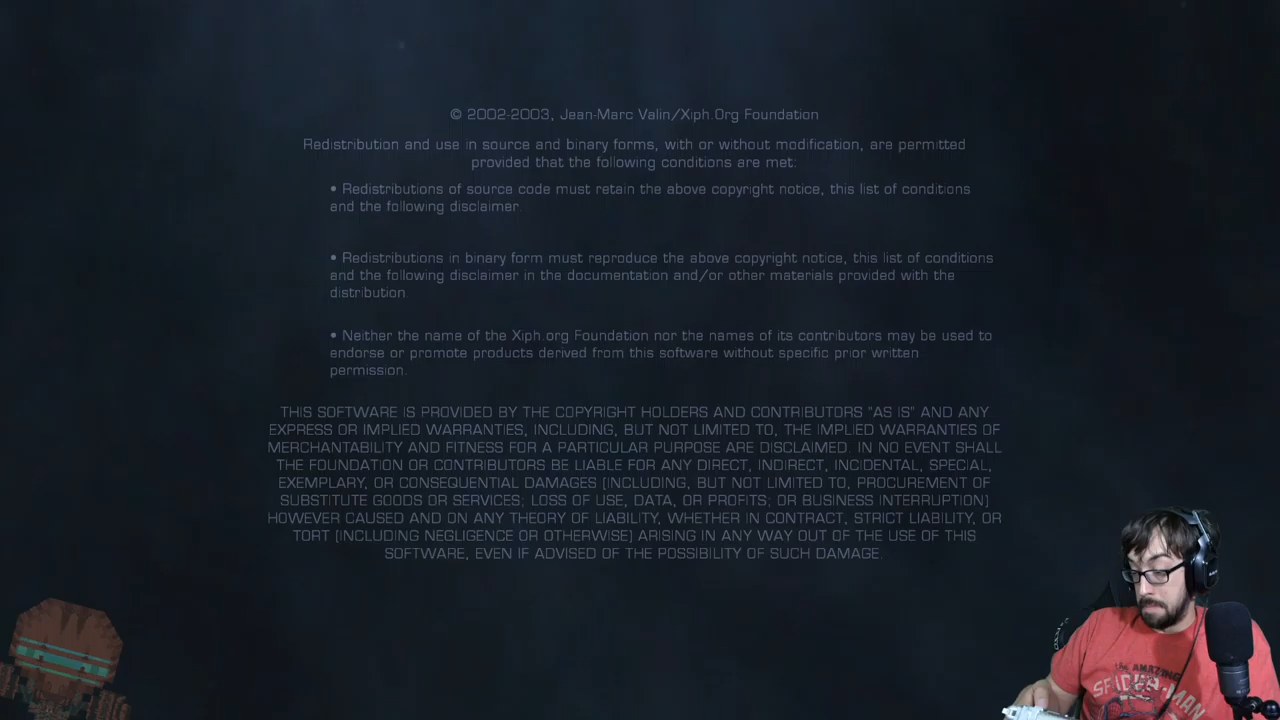 © 2002-2003, Jean-Marc Valin/Xiph.Org Foundation
Redistribution and use in source and binary forms, with or without modification, are permitted
provided that the following conditions are met:
• Redistributions of source code must retain the above copyright notice, this list of conditions
and the following disclaimer.
• Redistributions in binary form must reproduce the above copyright notice, this list of conditions
and the following disclaimer in the documentation and/or other materials provided with the
distribution.
• Neither the name of the Xiph.org Foundation nor the names of its contributors may be used to
endorse or promote products derived from this software without specific prior written
permission.
THIS SOFTWARE IS PROVIDED BY THE COPYRIGHT HOLDERS AND CONTRIBUTORS "AS IS" AND ANY
EXPRESS OR IMPLIED WARRANTIES, INCLUDING, BUT NOT LIMITED TO, THE IMPLIED WARRANTIES OF
MERCHANTABILITY AND FITNESS FOR A PARTICULAR PURPOSE ARE DISCLAIMED. IN NO EVENT SHALL
THE FOUNDATION OR CONTRIBUTORS BE LIABLE FOR ANY DIRECT, INDIRECT, INCIDENTAL, SPECIAL,
EXEMPLARY, OR CONSEQUENTIAL DAMAGES (INCLUDING, BUT NOT LIMITED TO, PROCUREMENT OF
SUBSTITUTE GOODS OR SERVICES; LOSS OF USE, DATA, OR PROFITS; OR BUSINESS INTERRUPTION)
HOWEVER CAUSED AND ON ANY THEORY OF LIABILITY, WHETHER IN CONTRACT, STRICT LIABILITY, OR
TORT (INCLUDING NEGLIGENCE OR OTHERWISE) ARISING IN ANY WAY OUT OF THE USE OF THIS
SOFTWARE, EVEN IF ADVISED OF THE POSSIBILITY OF SUCH DAMAGE.
THE AMAZING
SPIDER-MAN